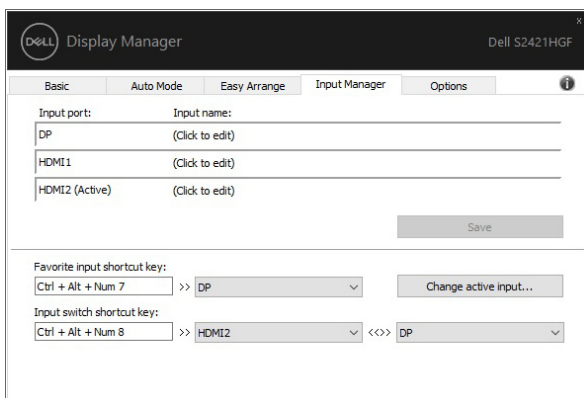 DELL Display Manager Dell S2421HGF
x
Basic Auto Mode Easy Arrange Input Manager Options i
Input port: Input name:
DP (Click to edit)
HDMI1 (Click to edit)
HDMI2 (Active) (Click to edit)
Save
Favorite input shortcut key:
Ctrl + Alt + Num 7 >> DP Change active input...
Input switch shortcut key:
Ctrl + Alt + Num 8 >> HDMI2 <<>> DP